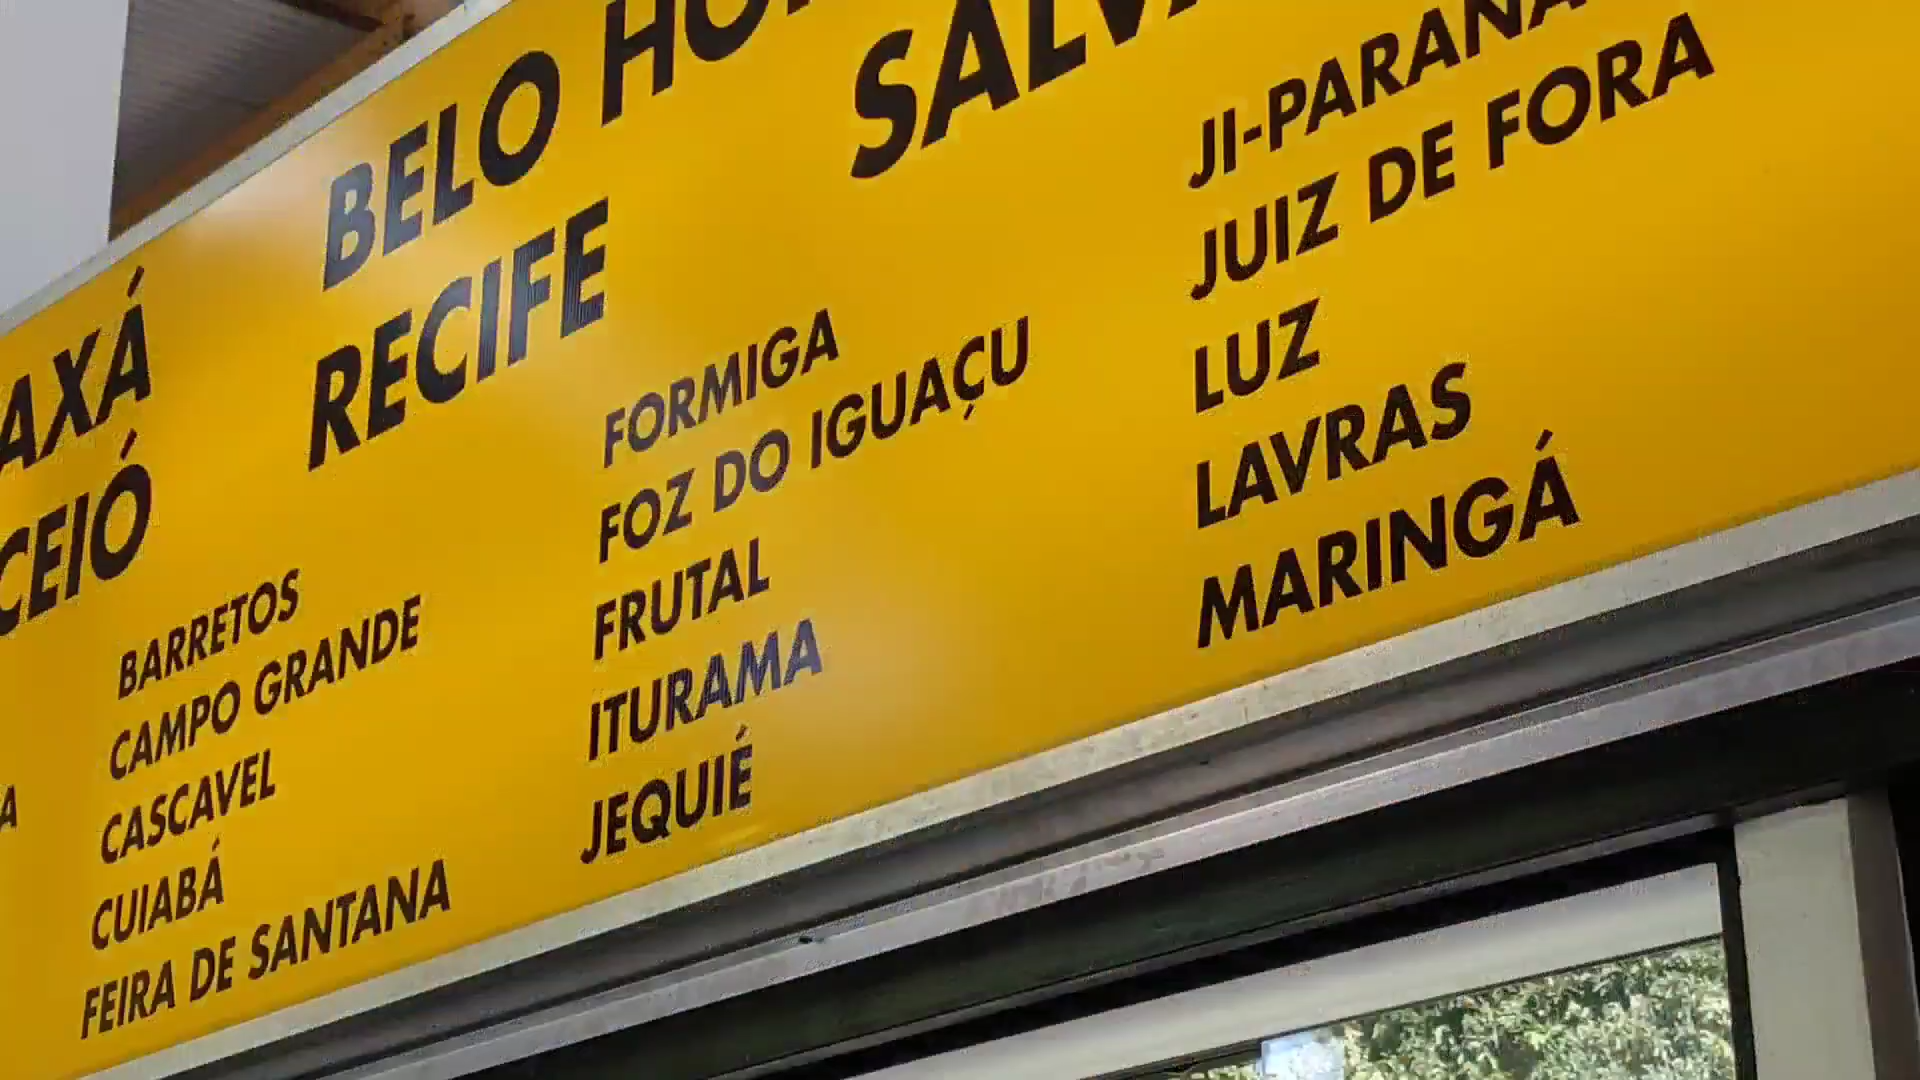 BELO
SALV
AXÁ
RECIFE
CEIÓ
BARRETOS
CAMPO GRANDE
CASCAVEL
CUIABÁ
FEIRA DE SANTANA
FORMIGA
FOZ DO IGUAÇU
FRUTAL
ITURAMA
JEQUIÉ
JI-PARANÁ
JUIZ DE FORA
LUZ
LAVRAS
MARINGÁ